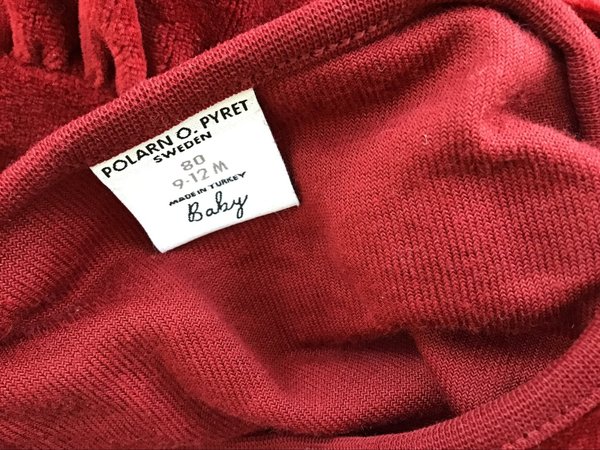 POLARN O. PYRET
SWEDEN
80
9-12 M
MADE IN TURKEY
Baby